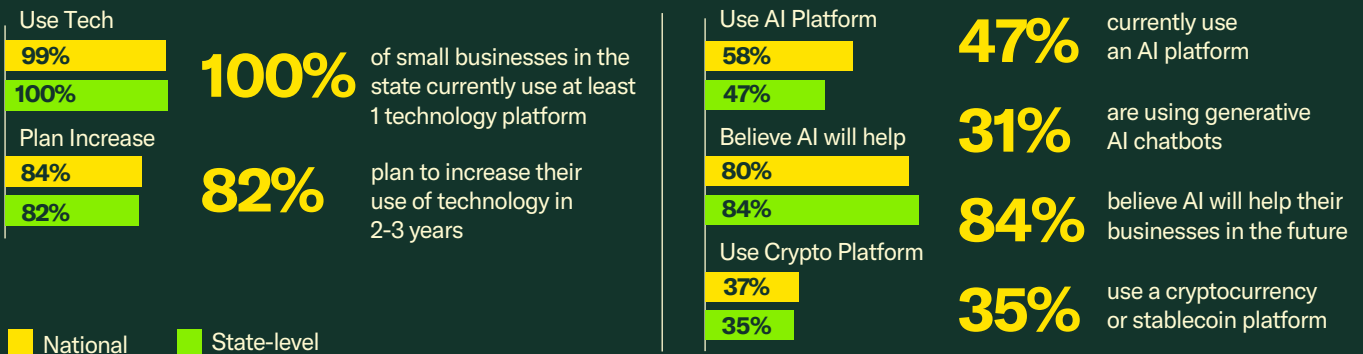 Use Tech
99%
100%
Plan Increase
84%
82%
100%
of small businesses in the
state currently use at least
1 technology platform
82%
plan to increase their
use of technology in
2-3 years
National
State-level
Use AI Platform
58%
47%
Believe AI will help
80%
84%
Use Crypto Platform
37%
35%
47%
currently use
an AI platform
31%
are using generative
AI chatbots
84%
believe AI will help their
businesses in the future
35%
use a cryptocurrency
or stablecoin platform